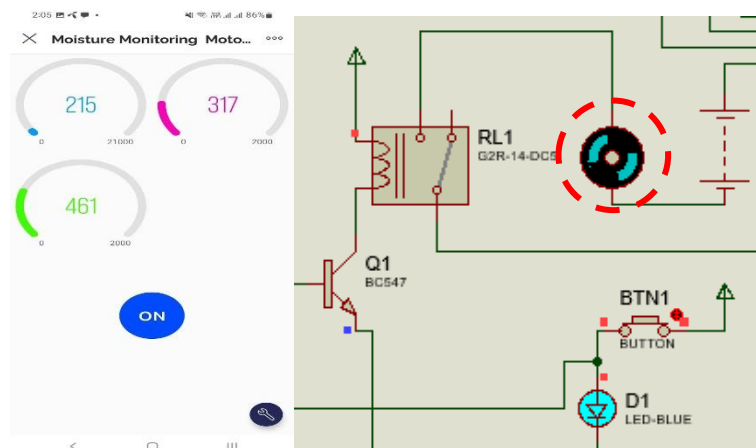 2:05
86%
Moisture Monitoring Moto...
215
0 21000
317
0 2000
461
0 2000
ON
RL1
G2R-14-DC5
Q1
BC547
BTN1
BUTTON
D1
LED-BLUE